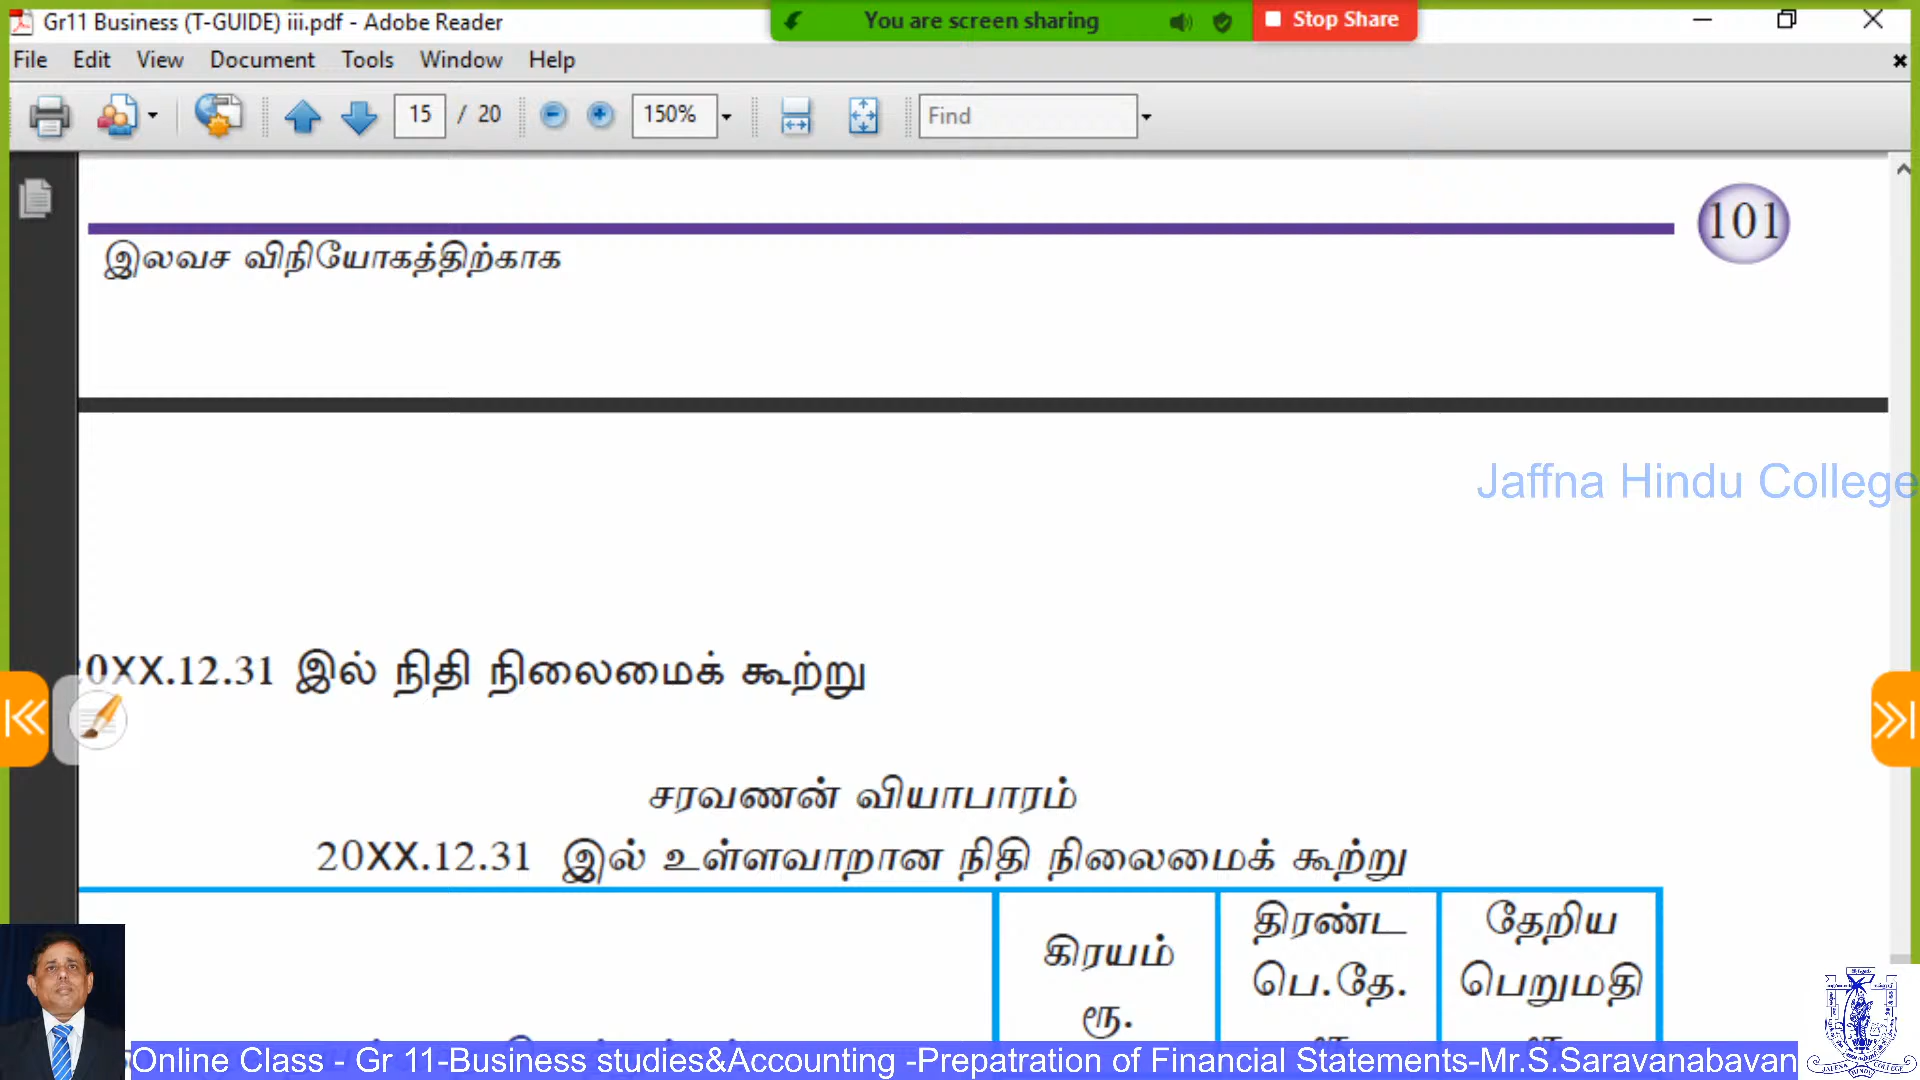 Gr11 Business (T-GUIDE) iii.pdf - Adobe Reader
You are screen sharing
Stop Share
File Edit View Document Tools Window Help
15 / 20
150%
Find
101
இலவச விநியோகத்திற்காக
Jaffna Hindu College
0XX.12.31 இல் நிதி நிலைமைக் கூற்று
சரவணன் வியாபாரம்
20XX.12.31 இல் உள்ளவாறான நிதி நிலைமைக் கூற்று
கிரயம்
ரூ.
திரண்ட
பெ.தே.
தேறிய
பெறுமதி
Online Class - Gr 11-Business studies&Accounting -Prepatration of Financial Statements-Mr.S.Saravanabavan